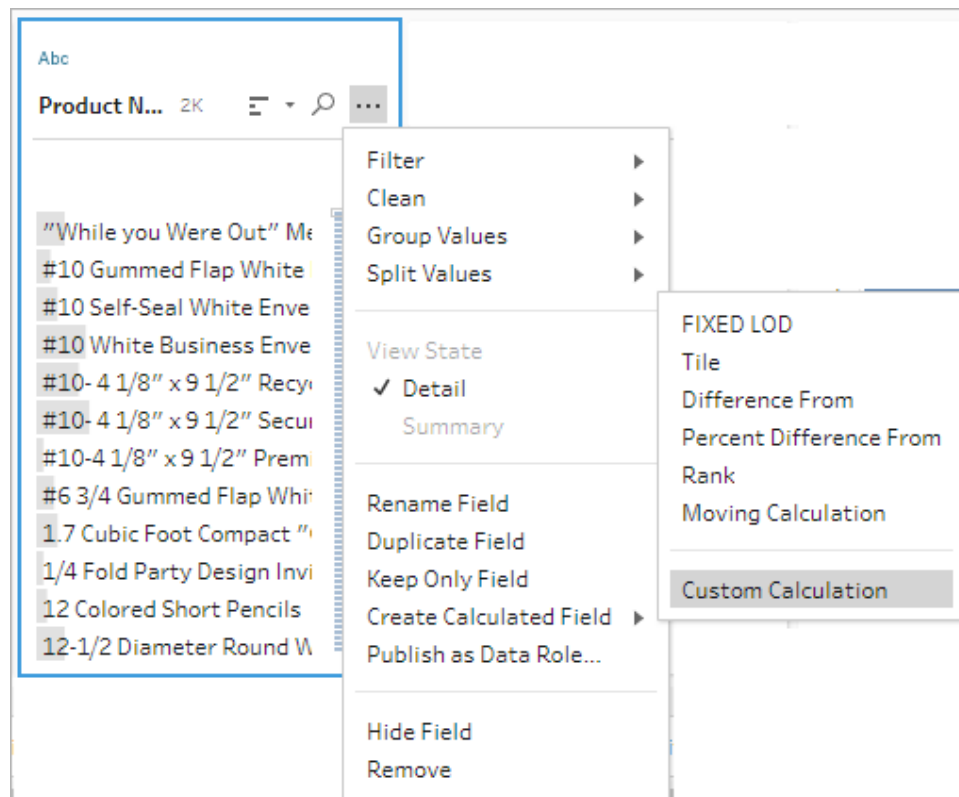 Abc
Product N... 2K
"While you Were Out" Me
#10 Gummed Flap White
#10 Self-Seal White Enve
#10 White Business Enve
#10- 4 1/8" x 9 1/2" Recy
#10- 4 1/8" x 9 1/2" Secur
#10-4 1/8" x 9 1/2" Premi
#6 3/4 Gummed Flap Whit
1.7 Cubic Foot Compact "
1/4 Fold Party Design Invi
12 Colored Short Pencils
12-1/2 Diameter Round W
Filter
Clean
Group Values
Split Values
View State
✓ Detail
Summary
Rename Field
Duplicate Field
Keep Only Field
Create Calculated Field
Publish as Data Role...
Hide Field
Remove
FIXED LOD
Tile
Difference From
Percent Difference From
Rank
Moving Calculation
Custom Calculation